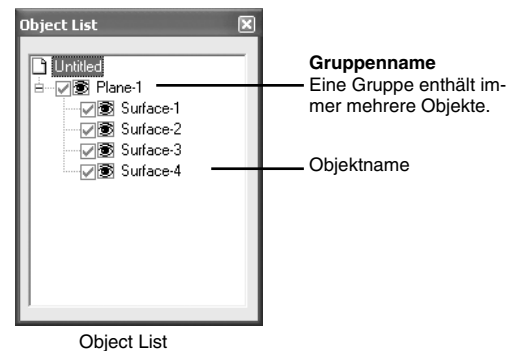 Object List
Untitled
Plane-1
Surface-1
Surface-2
Surface-3
Surface-4
Gruppenname
Eine Gruppe enthält im-
mer mehrere Objekte.
Objektname
Object List